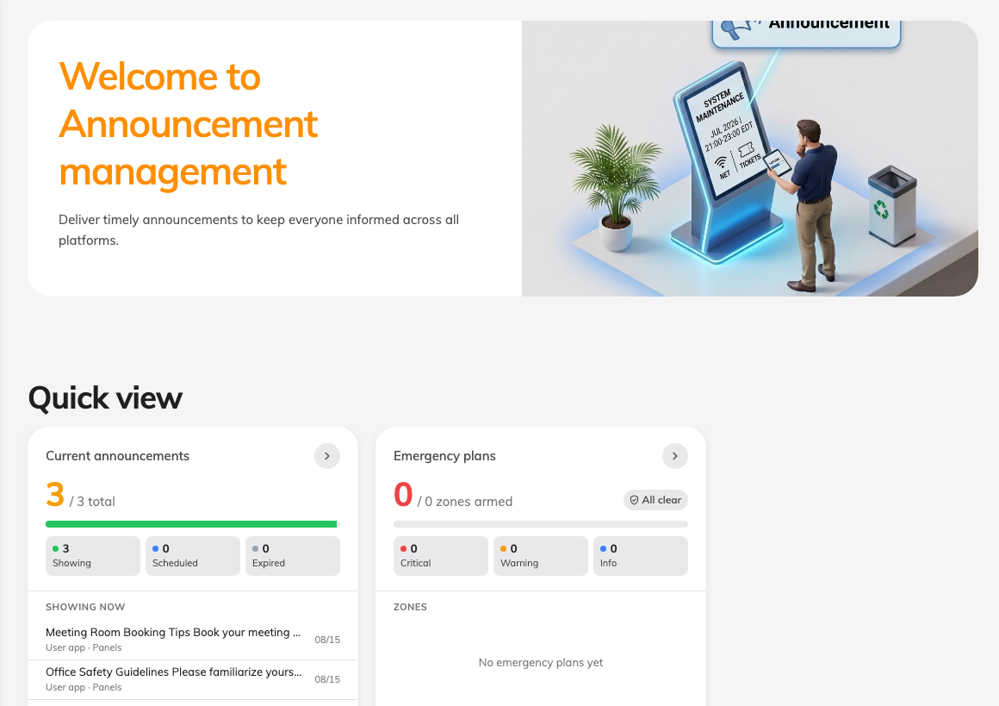 Welcome to
Announcement
management
Deliver timely announcements to keep everyone informed across all
platforms.
Announcement
SYSTEM
MAINTENANCE
JUL 2026 |
21:00-23:00 EDT
NET
TICKETS
Quick view
Current announcements
3 / 3 total
3
Showing
0
Scheduled
0
Expired
SHOWING NOW
Meeting Room Booking Tips Book your meeting ...
User app · Panels
08/15
Office Safety Guidelines Please familiarize yours...
User app · Panels
08/15
Emergency plans
0 / 0 zones armed
All clear
0
Critical
0
Warning
0
Info
ZONES
No emergency plans yet